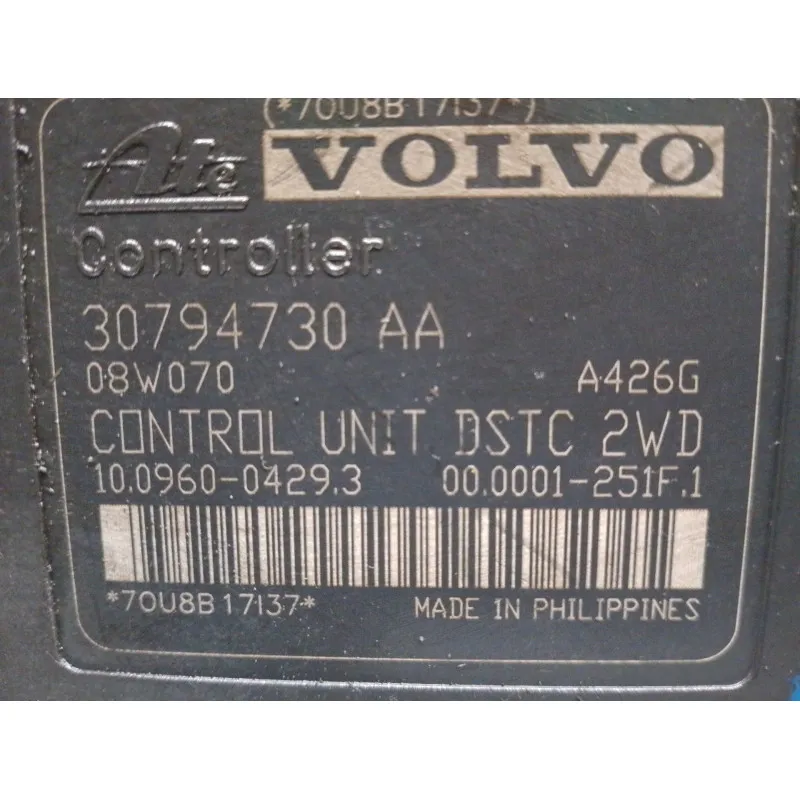 (*70U8B17137*)
Ate VOLVO
Controller
30794730 AA
08W070 A426G
CONTROL UNIT DSTC 2WD
10.0960-0429.3 00.0001-251F.1
*70U8B17137* MADE IN PHILIPPINES